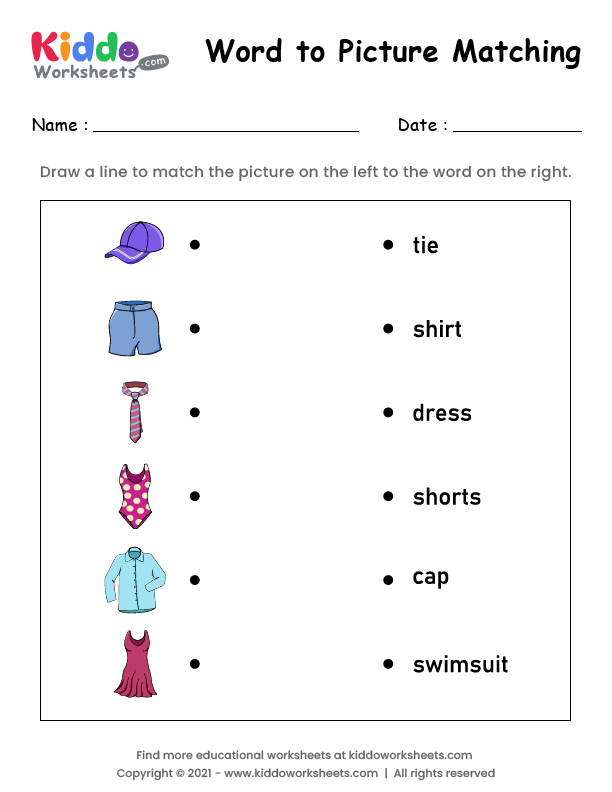 Kiddo
Worksheets.com
Word to Picture Matching
Name : Date :
Draw a line to match the picture on the left to the word on the right.
tie
shirt
dress
shorts
cap
swimsuit
Find more educational worksheets at kiddoworksheets.com
Copyright © 2021 - www.kiddoworksheets.com | All rights reserved